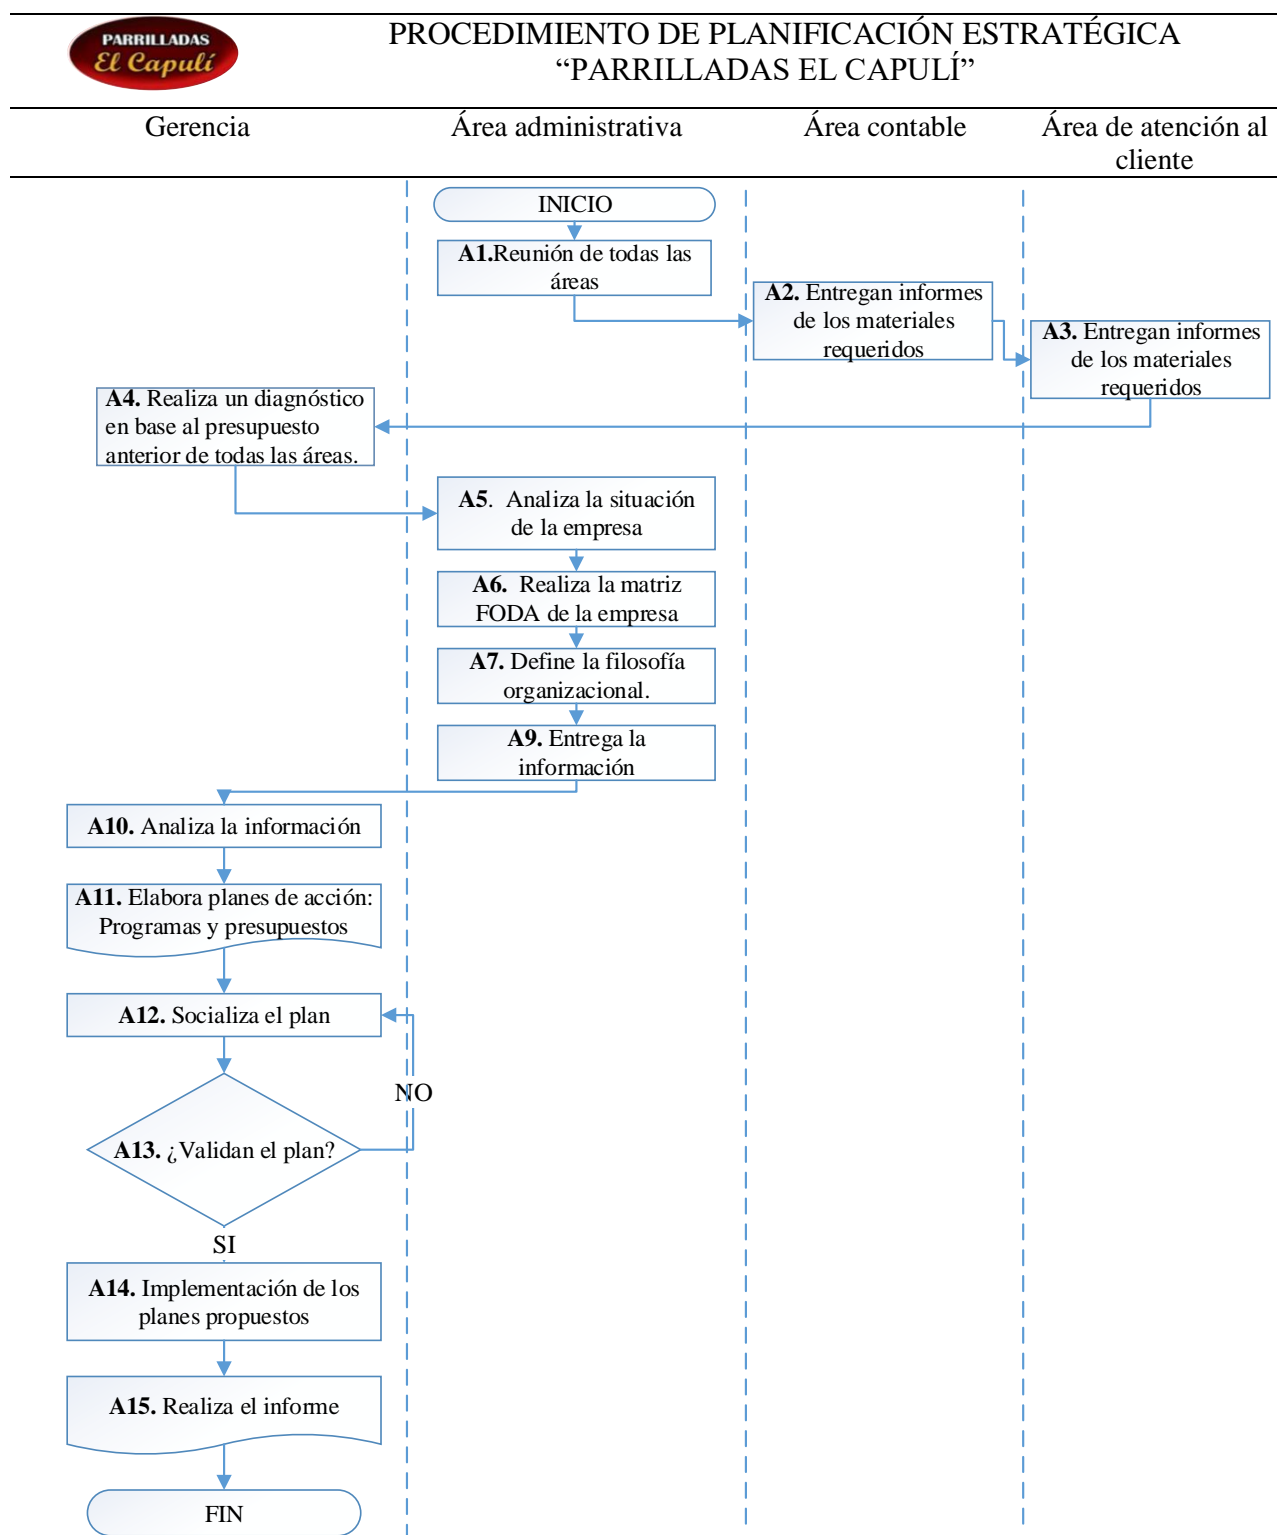 PARRILLADAS
El Capulí
PROCEDIMIENTO DE PLANIFICACIÓN ESTRATÉGICA
“PARRILLADAS EL CAPULÍ”
Gerencia
Área administrativa
Área contable
Área de atención al
cliente
INICIO
A1.Reunión de todas las
áreas
A2. Entregan informes
de los materiales
requeridos
A3. Entregan informes
de los materiales
requeridos
A4. Realiza un diagnóstico
en base al presupuesto
anterior de todas las áreas.
A5.  Analiza la situación
de la empresa
A6.  Realiza la matriz
FODA de la empresa
A7. Define la filosofía
organizacional.
A9. Entrega la
información
A10. Analiza la información
A11. Elabora planes de acción:
Programas y presupuestos
A12. Socializa el plan
NO
A13. ¿Validan el plan?
SI
A14. Implementación de los
planes propuestos
A15. Realiza el informe
FIN